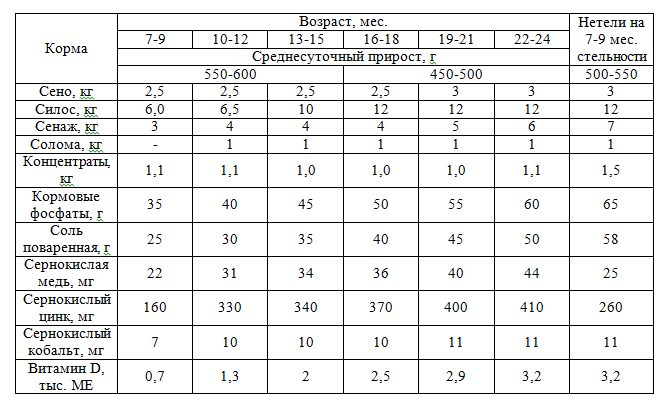 Корма
Возраст, мес.
Нетели на
7-9 мес.
стельности
7-9 10-12 13-15 16-18 19-21 22-24
Среднесуточный прирост, г
550-600 450-500 500-550
Сено, кг 2,5 2,5 2,5 2,5 3 3 3
Силос, кг 6,0 6,5 10 12 12 12 12
Сенаж, кг 3 4 4 4 5 6 7
Солома, кг - 1 1 1 1 1 1
Концентраты,
кг 1,1 1,1 1,0 1,0 1,0 1,1 1,5
Кормовые
фосфаты, г 35 40 45 50 55 60 65
Соль
поваренная, г 25 30 35 40 45 50 58
Сернокислая
медь, мг 22 31 34 36 40 44 25
Сернокислый
цинк, мг 160 330 340 370 400 410 260
Сернокислый
кобальт, мг 7 10 10 10 11 11 11
Витамин D,
тыс. МЕ 0,7 1,3 2 2,5 2,9 3,2 3,2